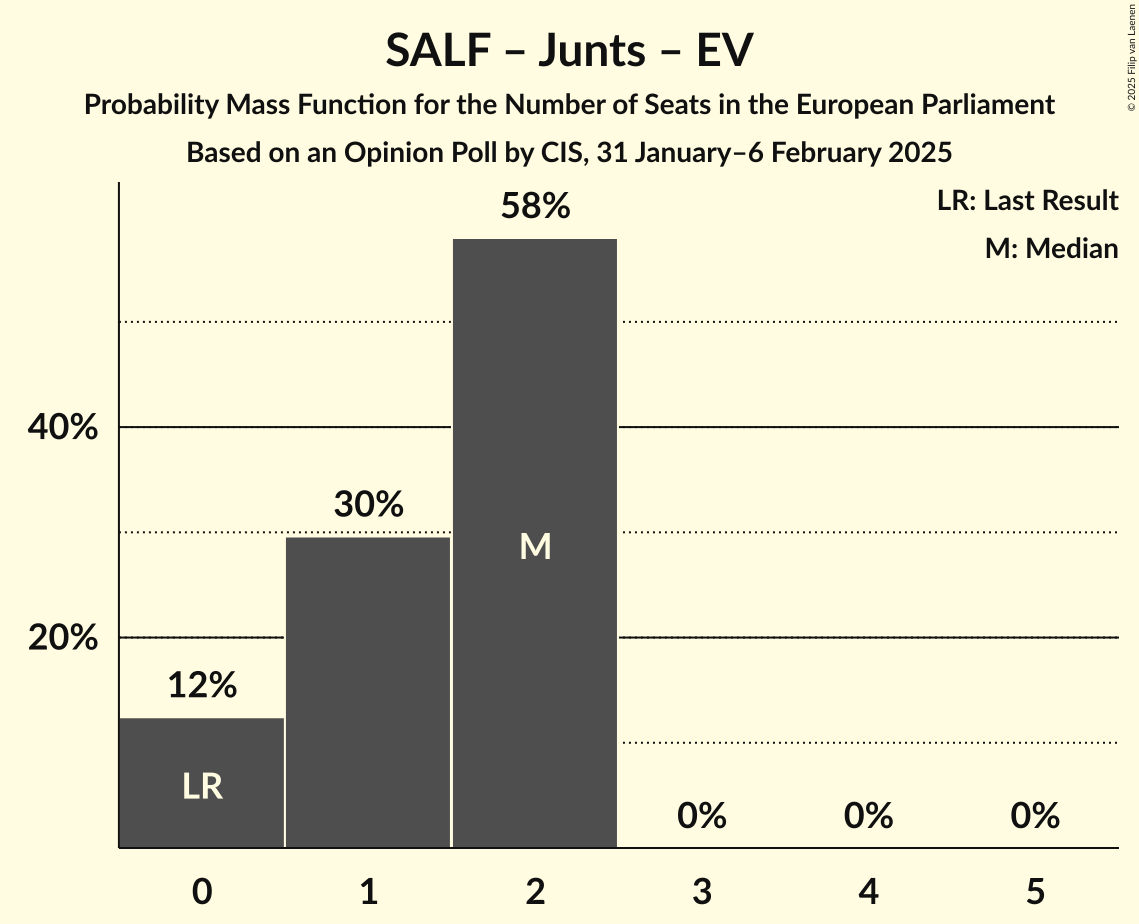 SALF – Junts – EV
Probability Mass Function for the Number of Seats in the European Parliament
Based on an Opinion Poll by CIS, 31 January–6 February 2025
© 2025 Filip van Laenen
LR: Last Result
M: Median
58%
40%
30%
M
20%
12%
LR
0%
0%
0%
0
1
2
3
4
5